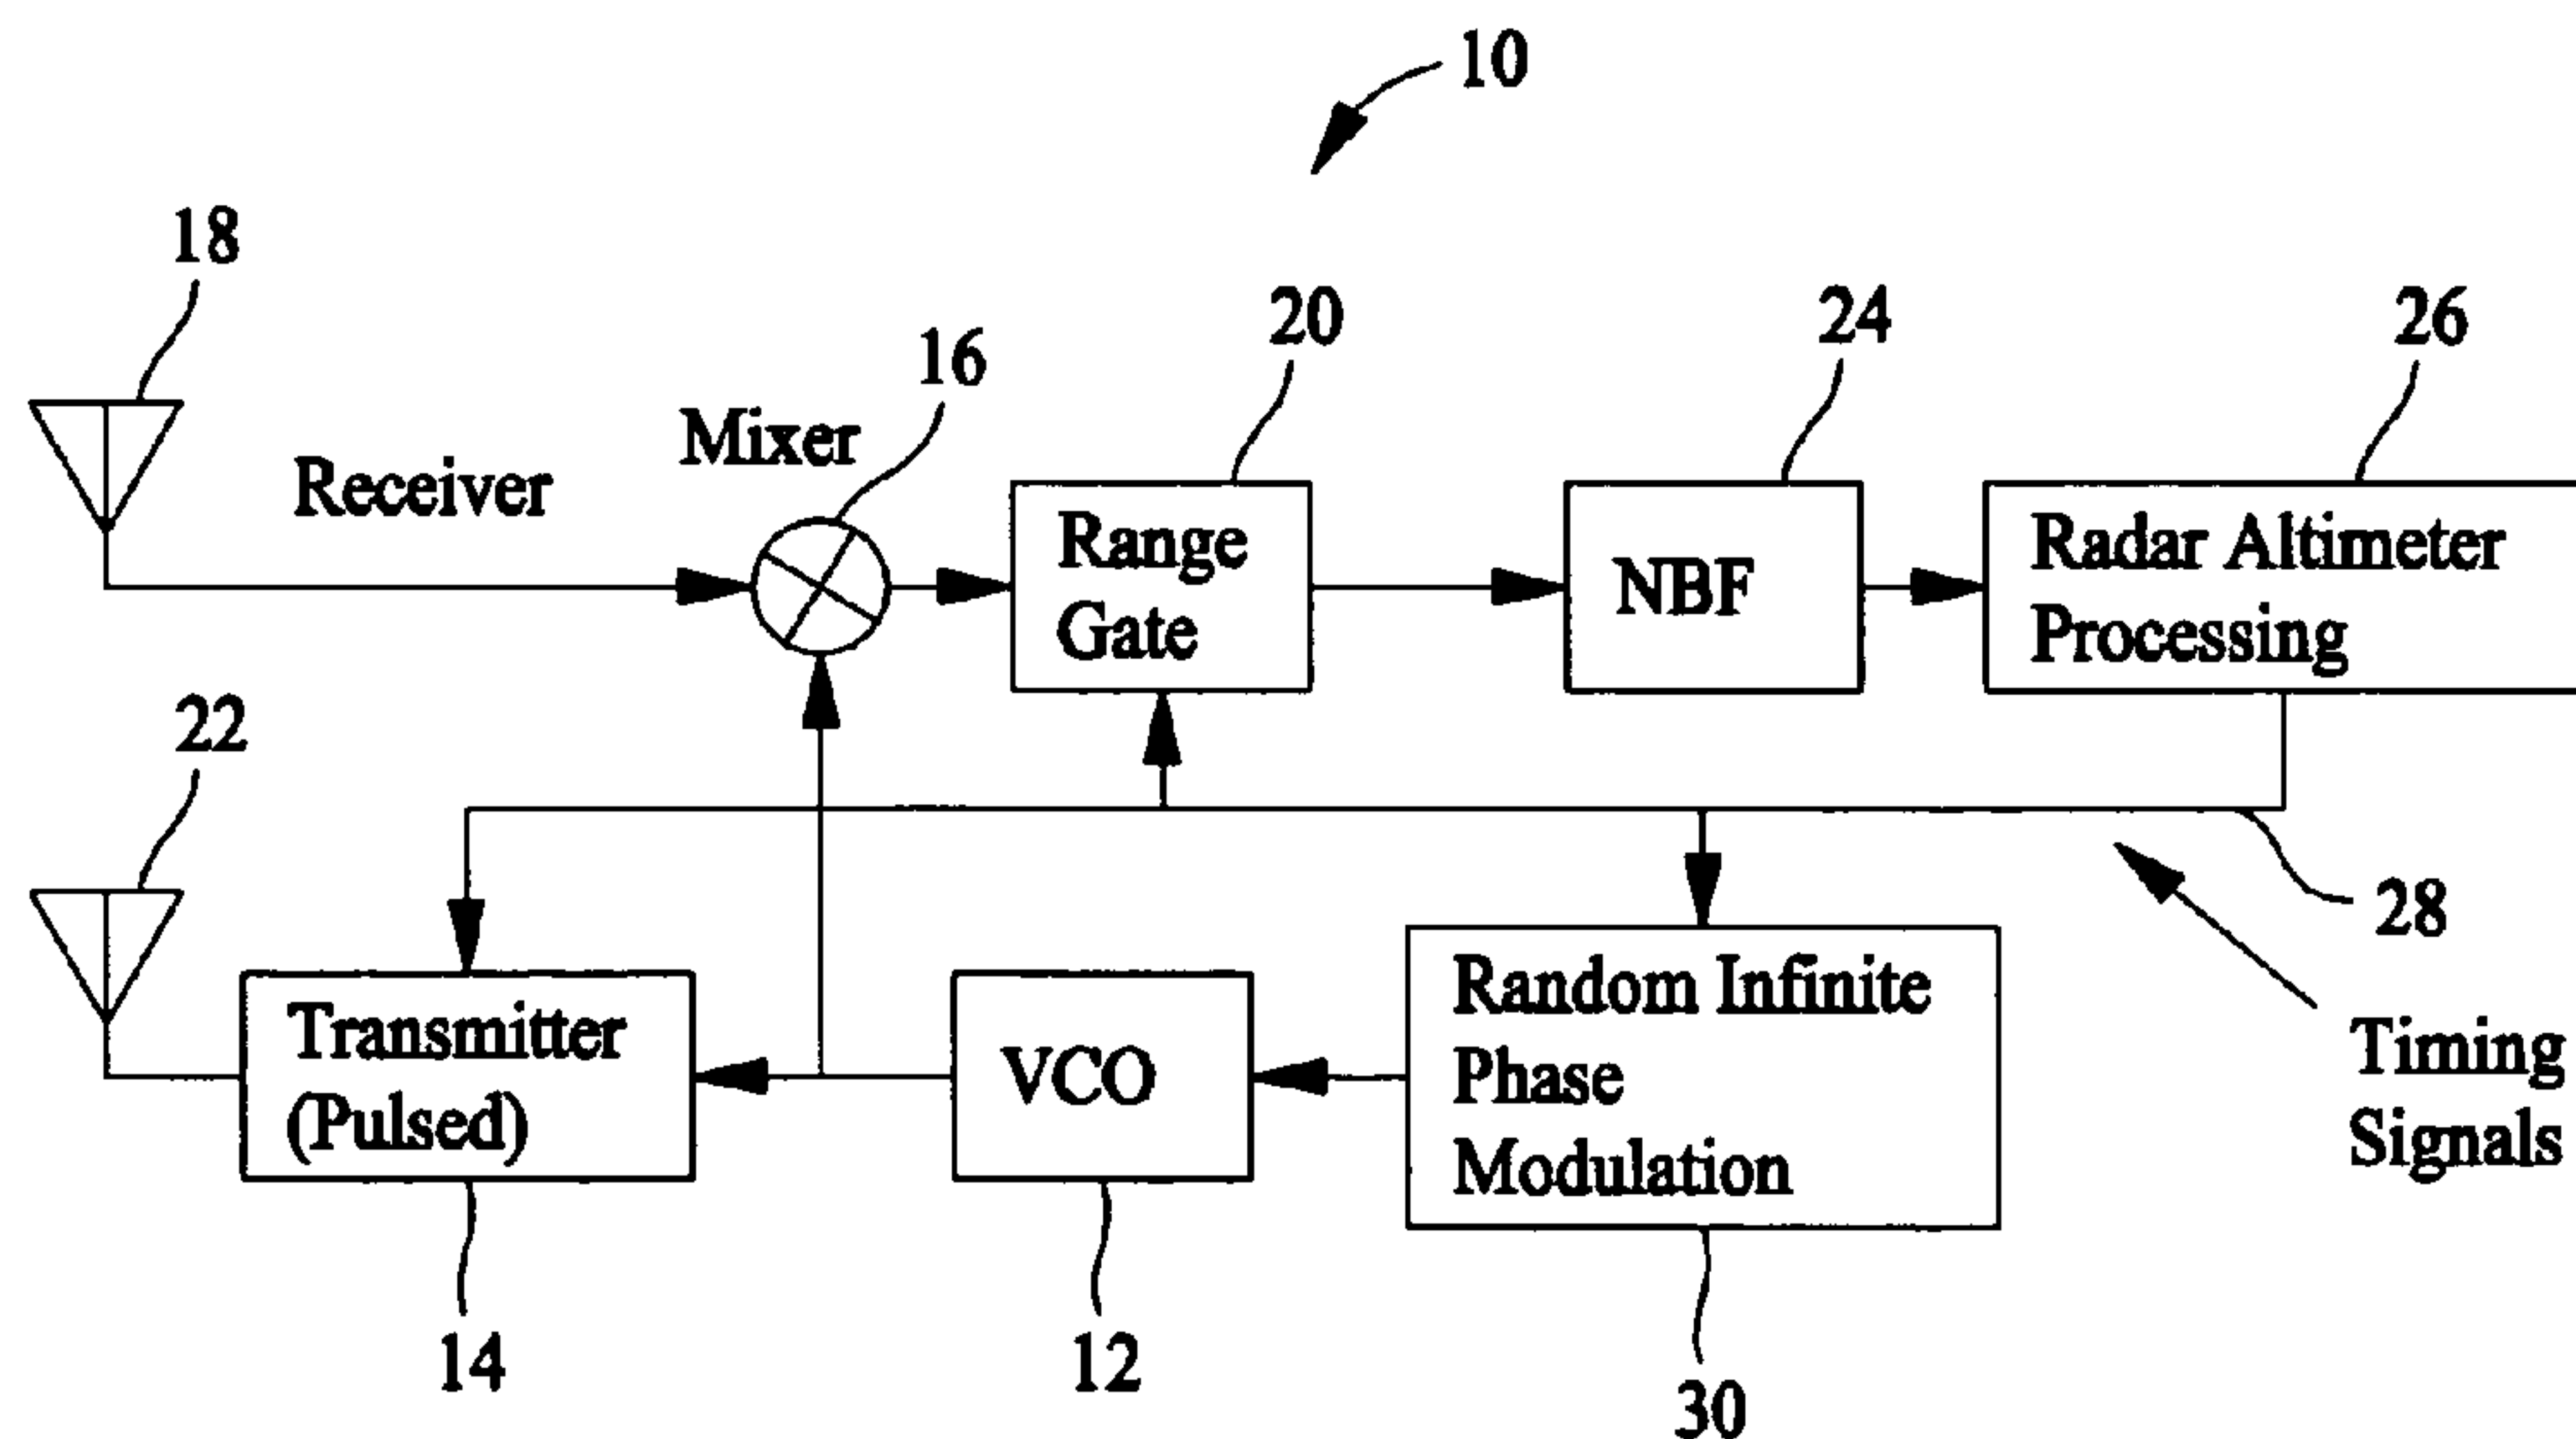 10
18
16
20
24
26
Mixer
Receiver
Range
Gate
NBF
Radar Altimeter
Processing
22
28
Transmitter
(Pulsed)
VCO
Random Infinite
Phase
Modulation
Timing
Signals
14
12
30